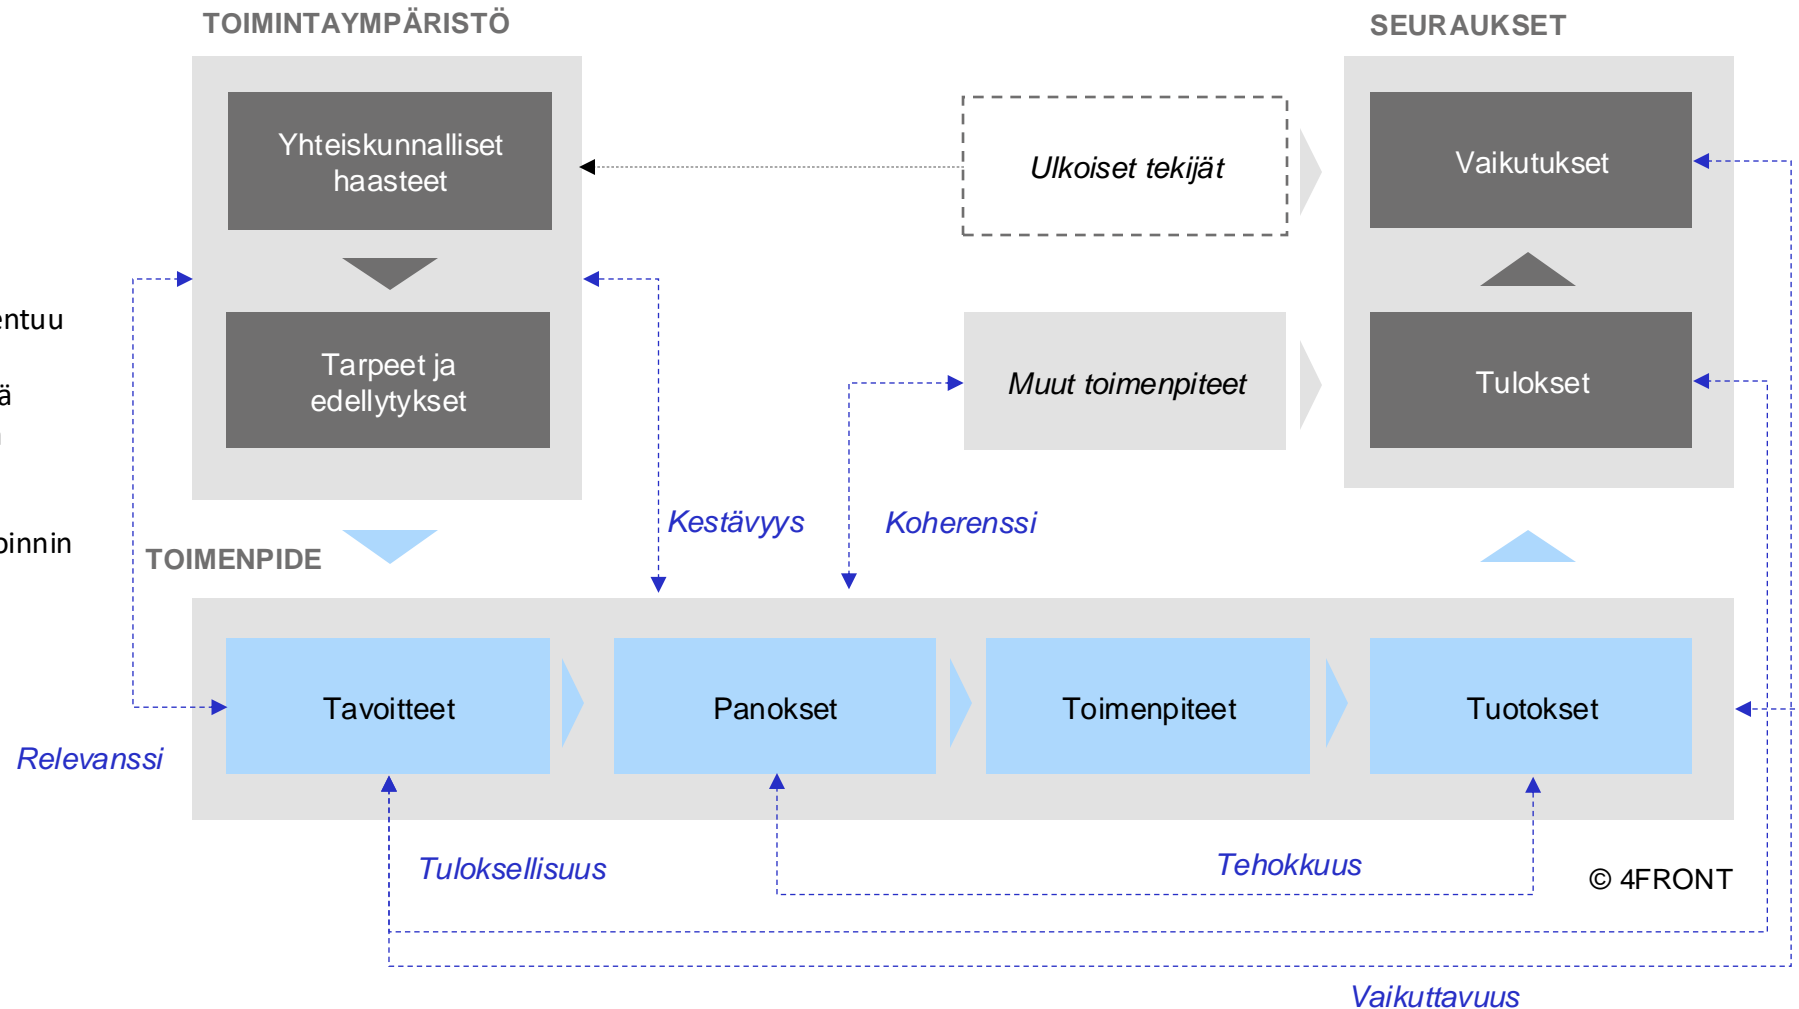 TOIMINTAYMPÄRISTÖ
SEURAUKSET
Yhteiskunnalliset
haasteet
Ulkoiset tekijät
Vaikutukset
Tarpeet ja
edellytykset
Muut toimenpiteet
Tulokset
Kestävyys
Koherenssi
oinnin
TOIMENPIDE
Tavoitteet
Panokset
Toimenpiteet
Tuotokset
Relevanssi
Tuloksellisuus
Tehokkuus
© 4FRONT
Vaikuttavuus